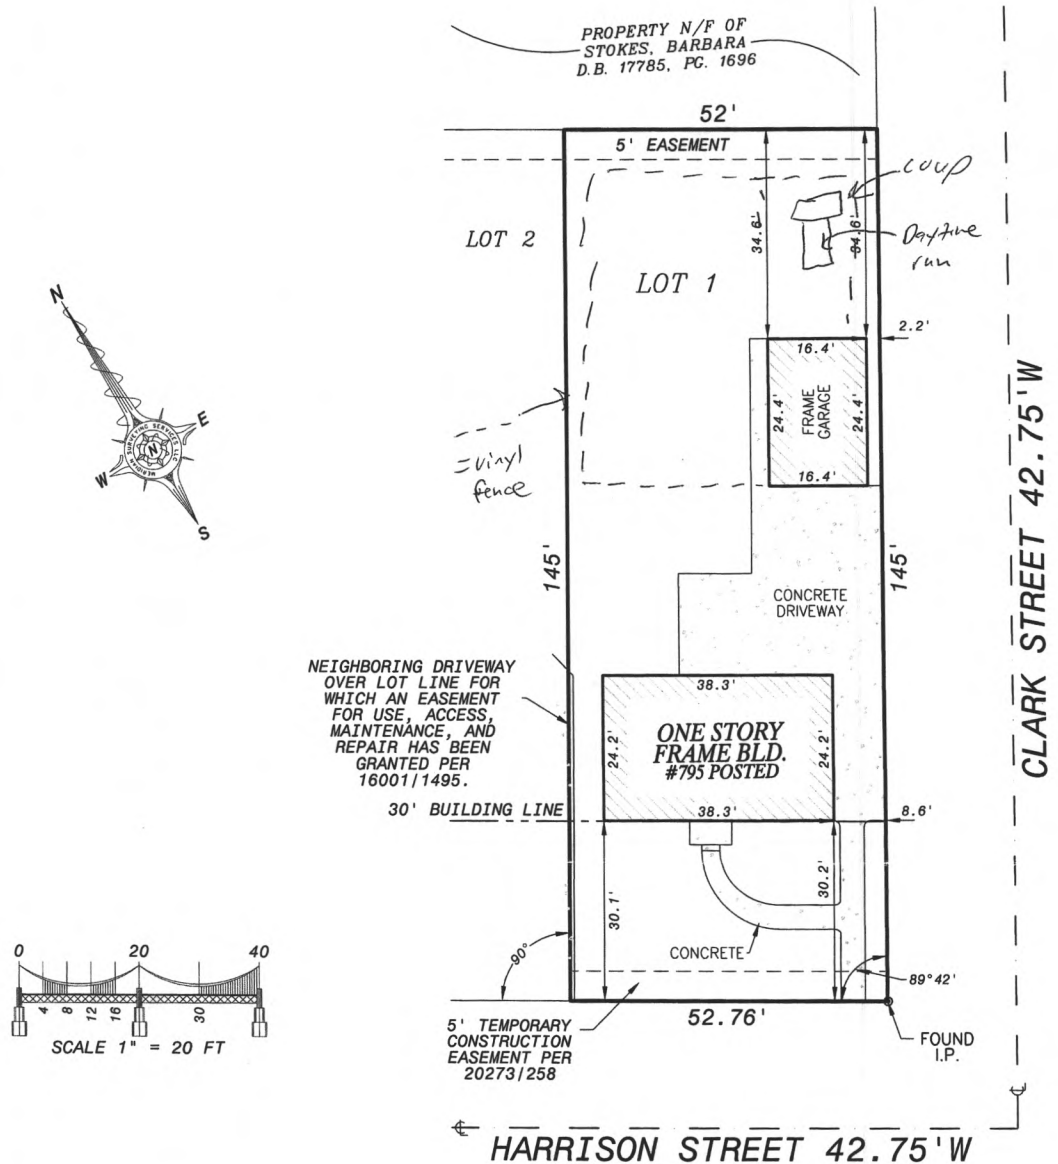 PROPERTY N/F OF
STOKES, BARBARA
D.B. 17785, PG. 1696
52'
5' EASEMENT
coup
LOT 2
34.6'
34.6'
Daytime
run
LOT 1
2.2'
16.4'
N
24.4'
FRAME
GARAGE
24.4'
E
MERIDIAN SURVEYING SERVICES LLC
N
W
= vinyl
fence
16.4'
S
145'
145'
CLARK STREET 42.75'W
CONCRETE
DRIVEWAY
NEIGHBORING DRIVEWAY
OVER LOT LINE FOR
WHICH AN EASEMENT
FOR USE, ACCESS,
MAINTENANCE, AND
REPAIR HAS BEEN
GRANTED PER
16001/1495.
38.3'
24.2'
ONE STORY
FRAME BLD.
#795 POSTED
24.2'
38.3'
30' BUILDING LINE
8.6'
30.1'
30.2'
90°
CONCRETE
89°42'
0 20 40
4 8 12 16 30
SCALE 1" = 20 FT
52.76'
5' TEMPORARY
CONSTRUCTION
EASEMENT PER
20273/258
FOUND
I.P.
HARRISON STREET 42.75'W